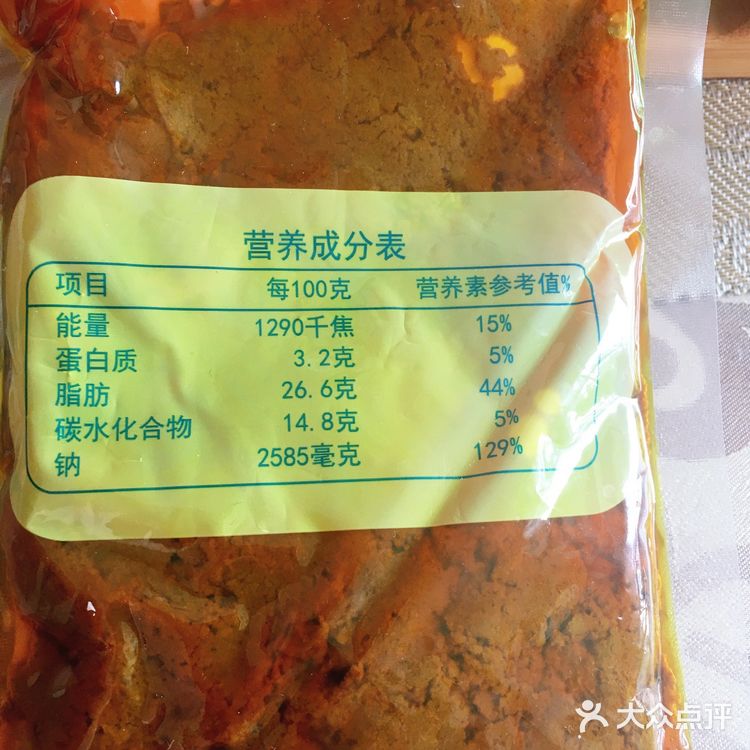 营养成分表
项目 每100克 营养素参考值%
能量 1290千焦 15%
蛋白质 3.2克 5%
脂肪 26.6克 44%
碳水化合物 14.8克 5%
钠 2585毫克 129%
大众点评